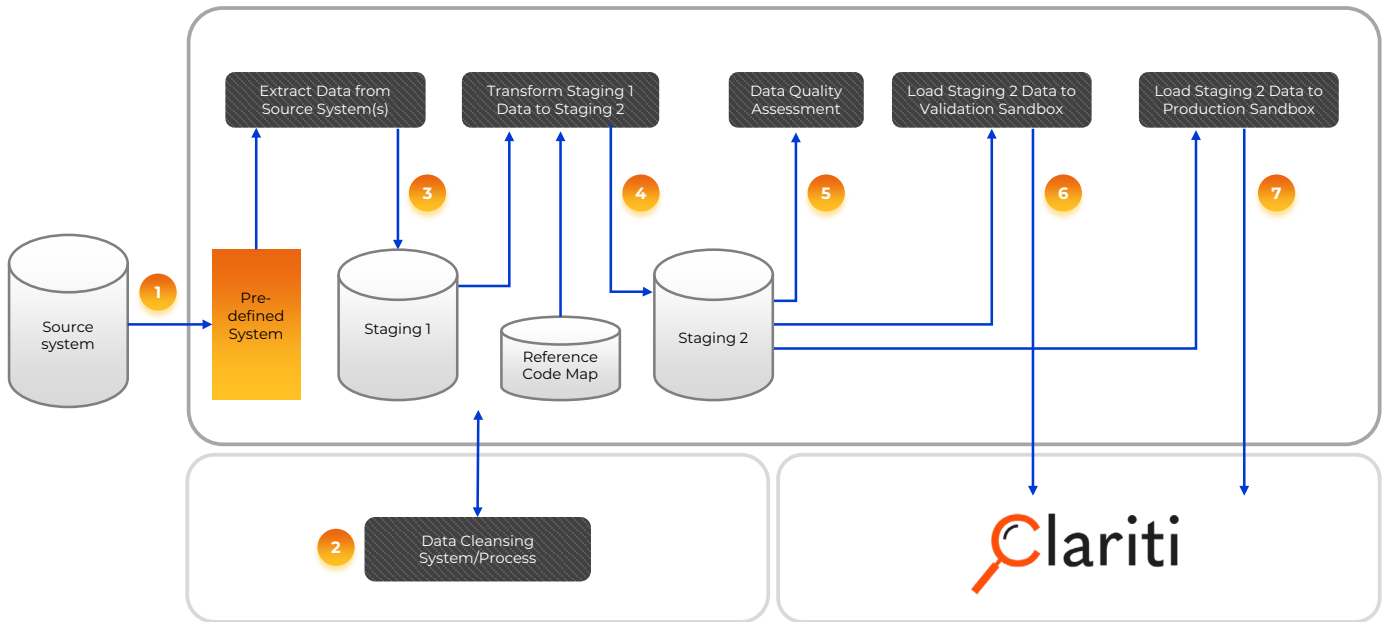 Extract Data from
Source System(s)
Transform Staging 1
Data to Staging 2
Data Quality
Assessment
Load Staging 2 Data to
Validation Sandbox
Load Staging 2 Data to
Production Sandbox
3
4
5
6
7
1
Source
system
Pre-
defined
System
Staging 1
Reference
Code Map
Staging 2
2
Data Cleansing
System/Process
Clariti